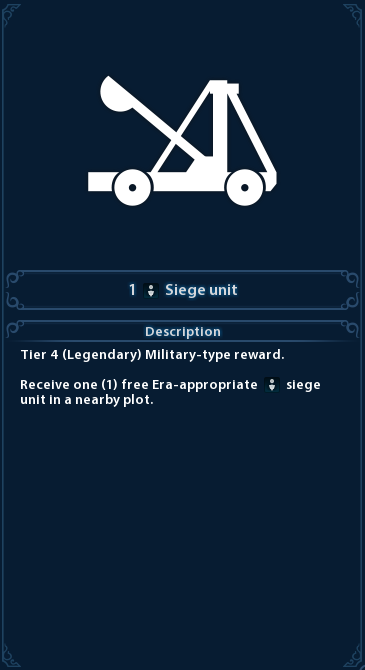 1 Siege unit
Description
Tier 4 (Legendary) Military-type reward.
Receive one (1) free Era-appropriate siege
unit in a nearby plot.